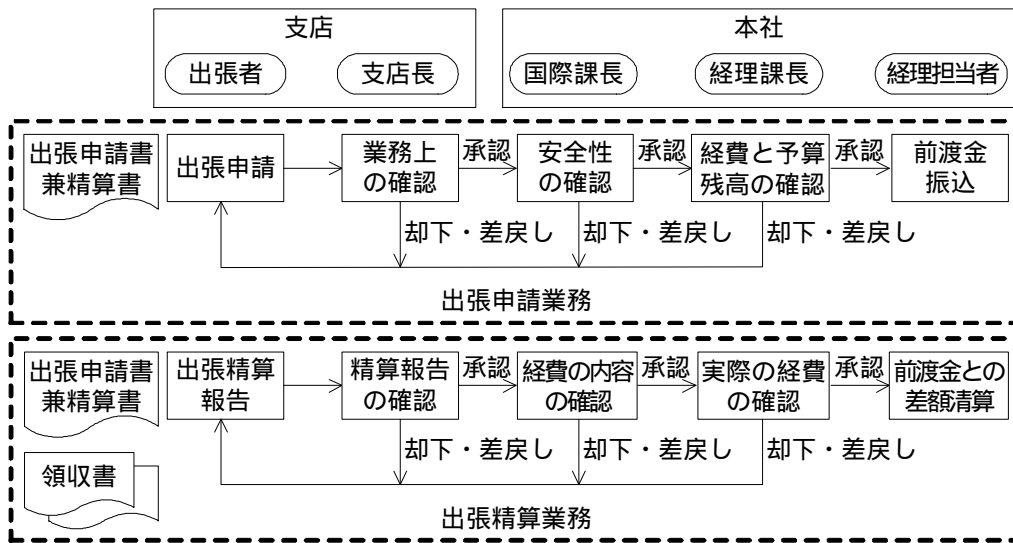 支店
本社
出張者
支店長
国際課長
経理課長
経理担当者
出張申請書
兼精算書
出張申請
業務上
の確認
承認
安全性
の確認
承認
経費と予算
残高の確認
承認
前渡金
振込
却下・差戻し
却下・差戻し
却下・差戻し
出張申請業務
出張申請書
兼精算書
領収書
出張精算
報告
精算報告
の確認
承認
経費の内容
の確認
承認
実際の経費
の確認
承認
前渡金との
差額清算
却下・差戻し
却下・差戻し
却下・差戻し
出張精算業務